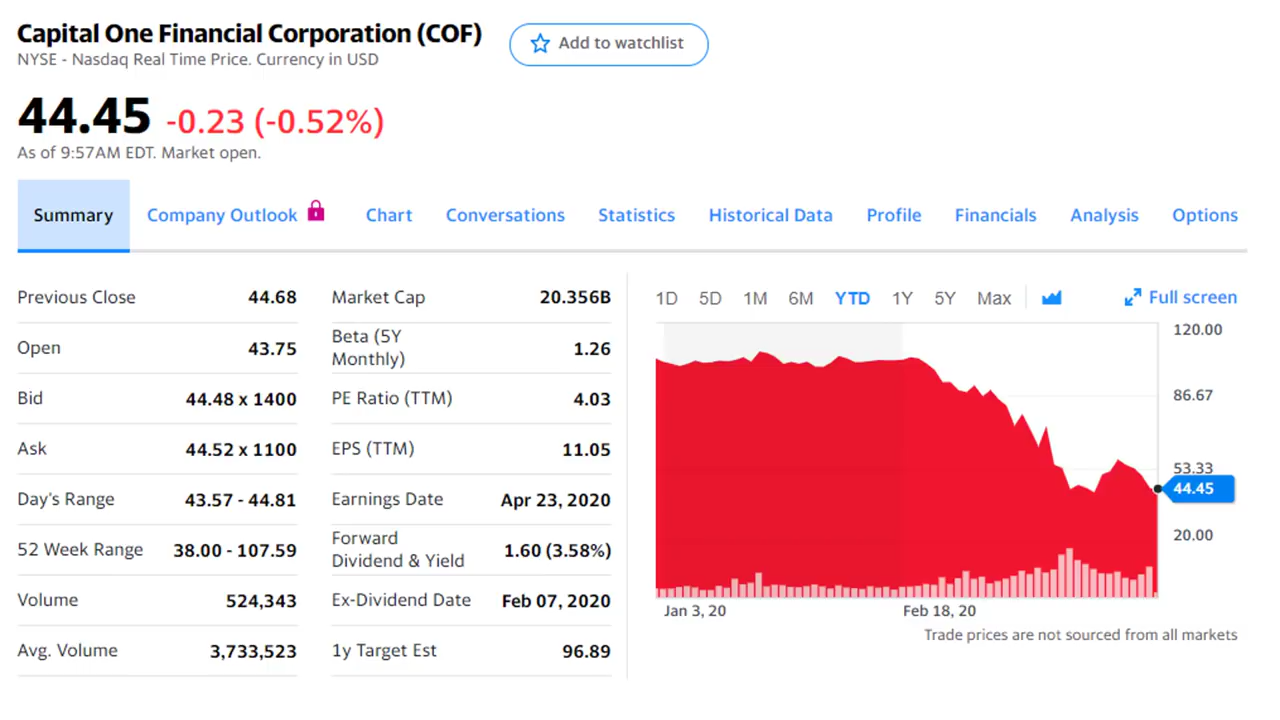 Capital One Financial Corporation (COF)
Add to watchlist
NYSE - Nasdaq Real Time Price. Currency in USD
44.45 -0.23 (-0.52%)
As of 9:57AM EDT. Market open.
Summary Company Outlook Chart Conversations Statistics Historical Data Profile Financials Analysis Options
Previous Close 44.68
Open 43.75
Bid 44.48 x 1400
Ask 44.52 x 1100
Day's Range 43.57 - 44.81
52 Week Range 38.00 - 107.59
Volume 524,343
Avg. Volume 3,733,523
Market Cap 20.356B
Beta (5Y
Monthly) 1.26
PE Ratio (TTM) 4.03
EPS (TTM) 11.05
Earnings Date Apr 23, 2020
Forward
Dividend & Yield 1.60 (3.58%)
Ex-Dividend Date Feb 07, 2020
1y Target Est 96.89
1D 5D 1M 6M YTD 1Y 5Y Max Full screen
120.00
86.67
53.33
44.45
20.00
Jan 3, 20 Feb 18, 20
Trade prices are not sourced from all markets